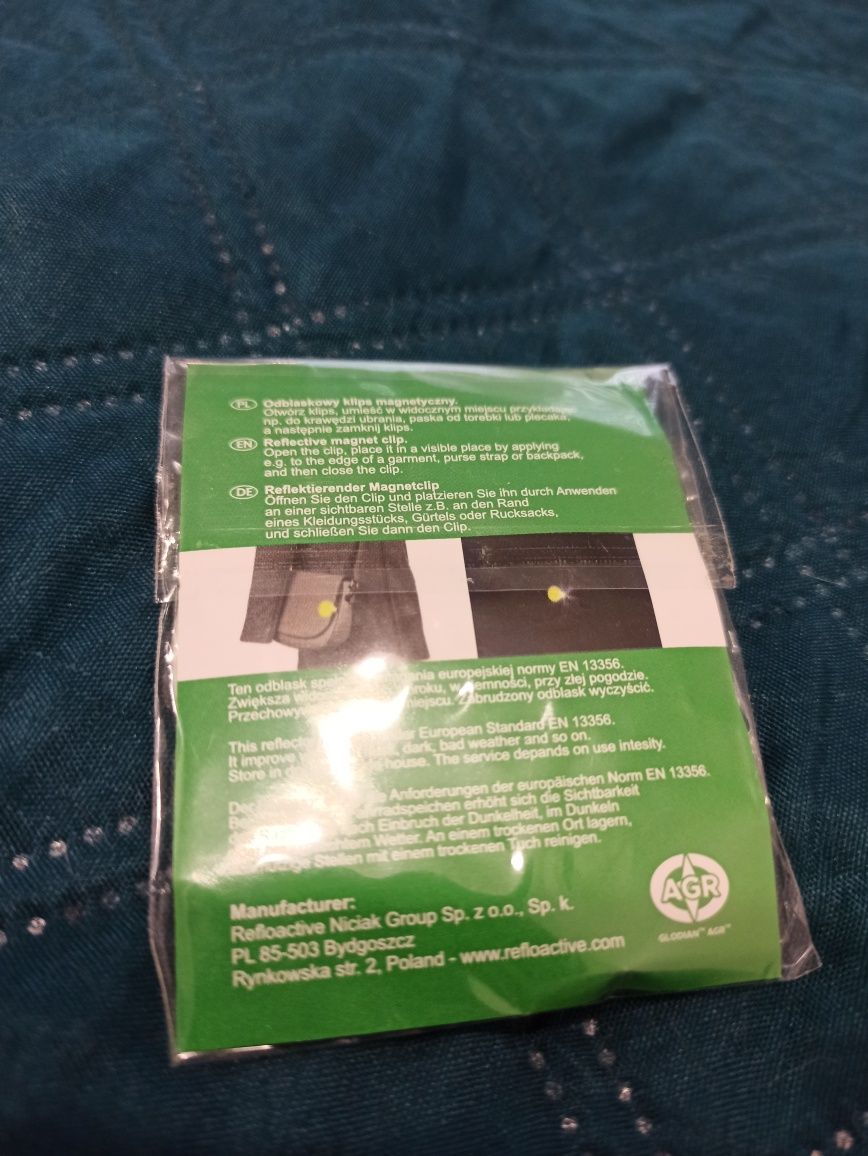 PL Odblaskowy klips magnetyczny.
Otwórz klips, umieść w widocznym miejscu
np. do krawędzi ubrania, paska od torebki lub plecaka,
a następnie zamknij klips.
EN Reflective magnet clip.
Open the clip, place it in a visible place by applying
e.g. to the edge of a garment, purse strap or backpack,
and then close the clip.
DE Reflektierender Magnetclip
Öffnen Sie den Clip und platzieren Sie ihn durch Anwenden
an einer sichtbaren Stelle z.B. an den Rand
eines Kleidungsstücks, Gürtels oder Rucksacks,
und schließen Sie dann den Clip.
Ten odblask europejskiej normy EN 13356.
Zwiększa przy złej pogodzie.
miejscu. odblask wyczyścić.
This European Standard EN 13356.
It improve dark, bad weather and so on.
Store in house. The service depends on use intesity.
Der Anforderungen der europäischen Norm EN 13356.
erhöht sich die Sichtbarkeit
Einbruch der Dunkelheit, im Dunkeln
Wetter. An einem trockenen Ort lagern,
Stellen mit einem trockenen Tuch reinigen.
Manufacturer:
Refloactive Niciak Group Sp. z o.o., Sp. k.
PL 85-503 Bydgoszcz
Rynkowska str. 2, Poland - www.refloactive.com
AGR
GLODIAN™ AGR™